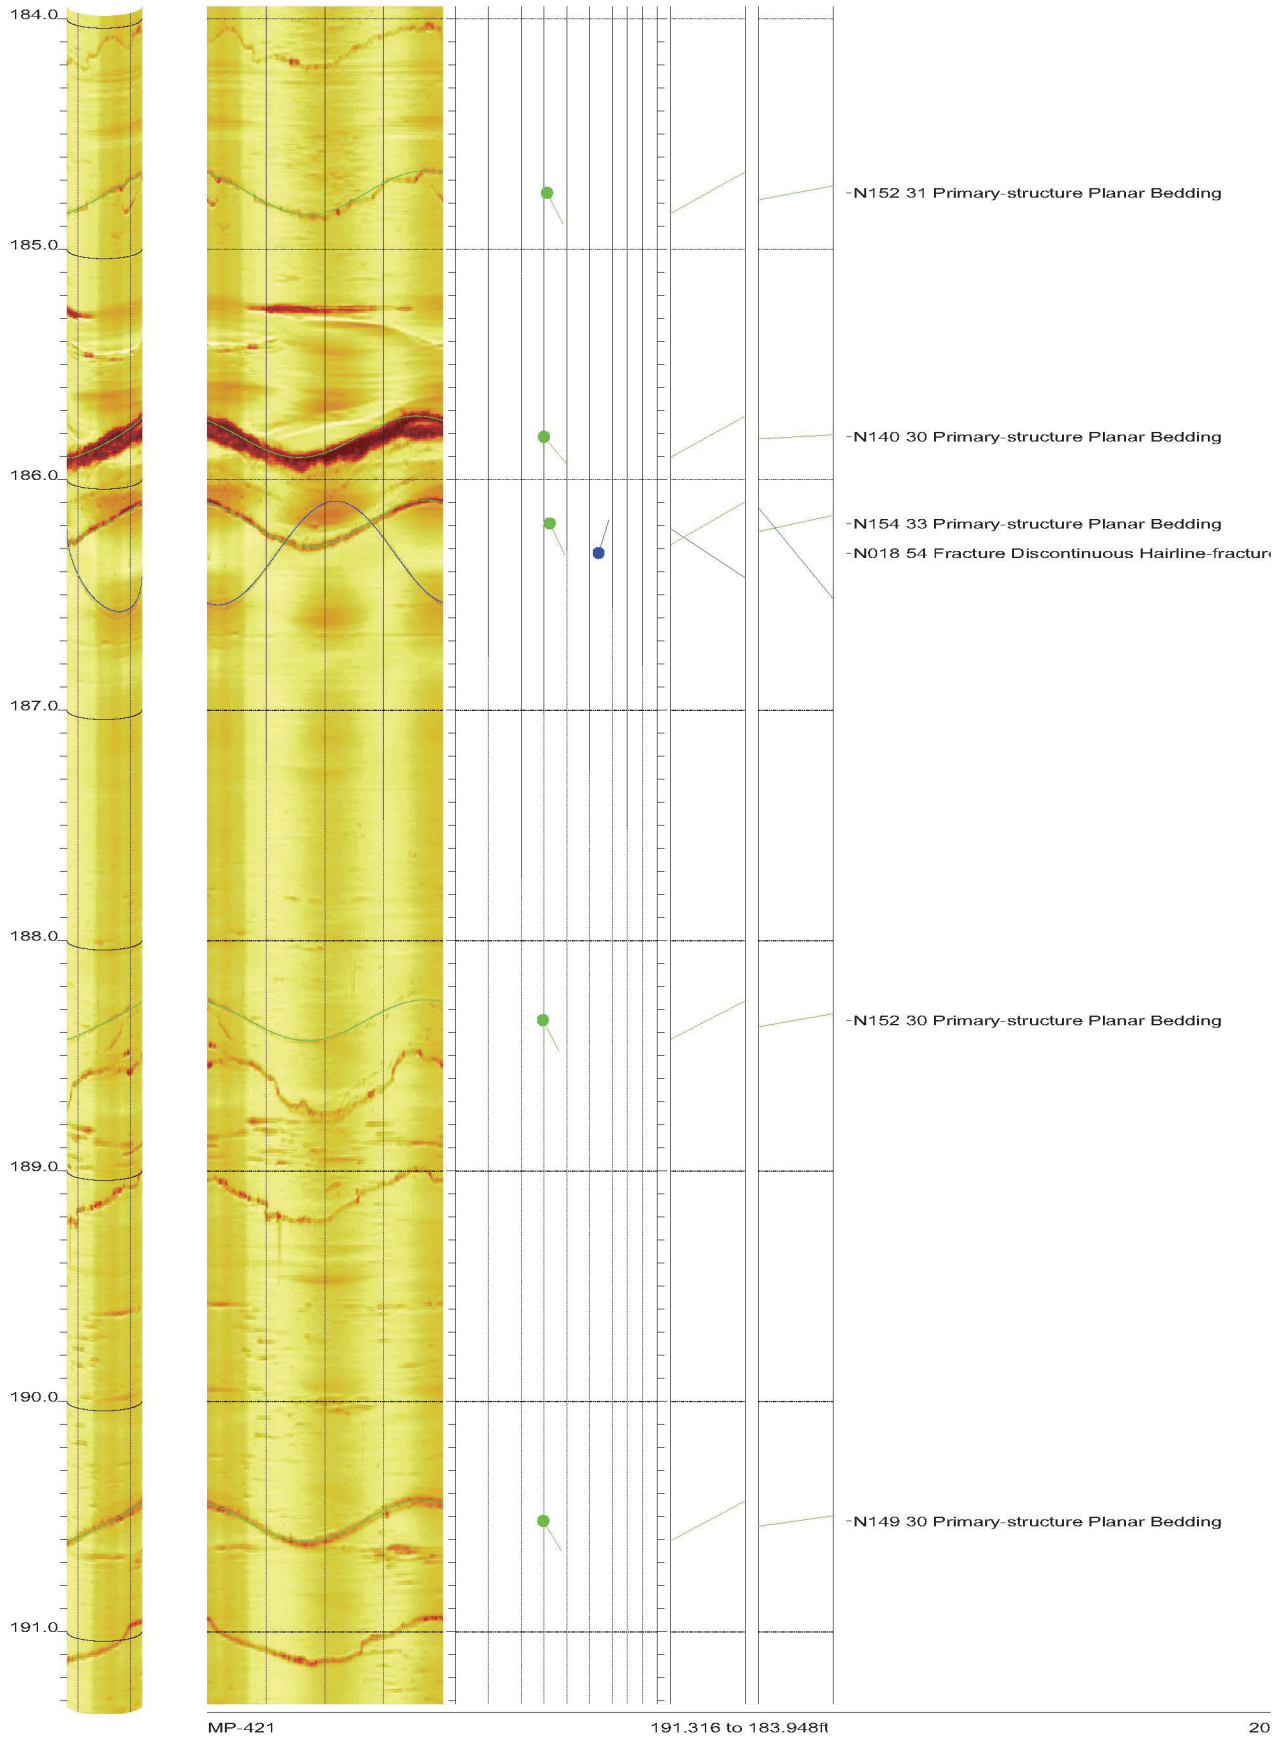 184.0
-N152 31 Primary-structure Planar Bedding
185.0
-N140 30 Primary-structure Planar Bedding
186.0
-N154 33 Primary-structure Planar Bedding
-N018 54 Fracture Discontinuous Hairline-fracture
187.0
188.0
-N152 30 Primary-structure Planar Bedding
189.0
190.0
-N149 30 Primary-structure Planar Bedding
191.0
MP-421 191.316 to 183.948ft 20